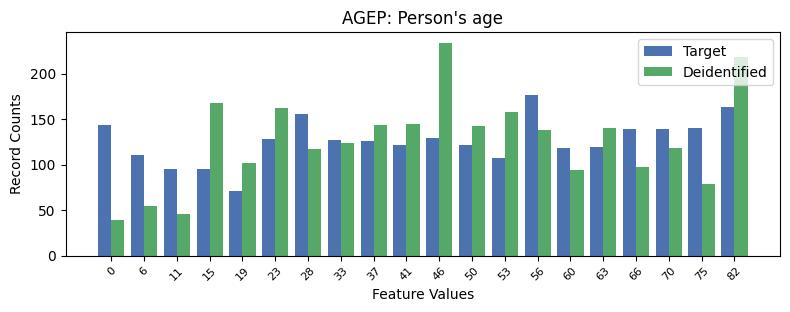 AGEP: Person's age
Record Counts
200
150
100
50
0
Target
Deidentified
0 6 11 15 19 23 28 33 37 41 46 50 53 56 60 63 66 70 75 82
Feature Values